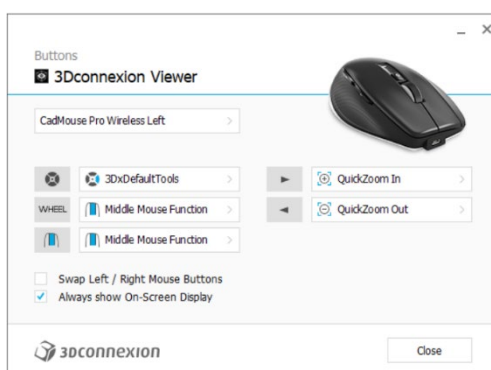 Buttons
3Dconnexion Viewer
CadMouse Pro Wireless Left
3DxDefaultTools
QuickZoom In
WHEEL
Middle Mouse Function
QuickZoom Out
Middle Mouse Function
Swap Left / Right Mouse Buttons
Always show On-Screen Display
3Dconnexion
Close